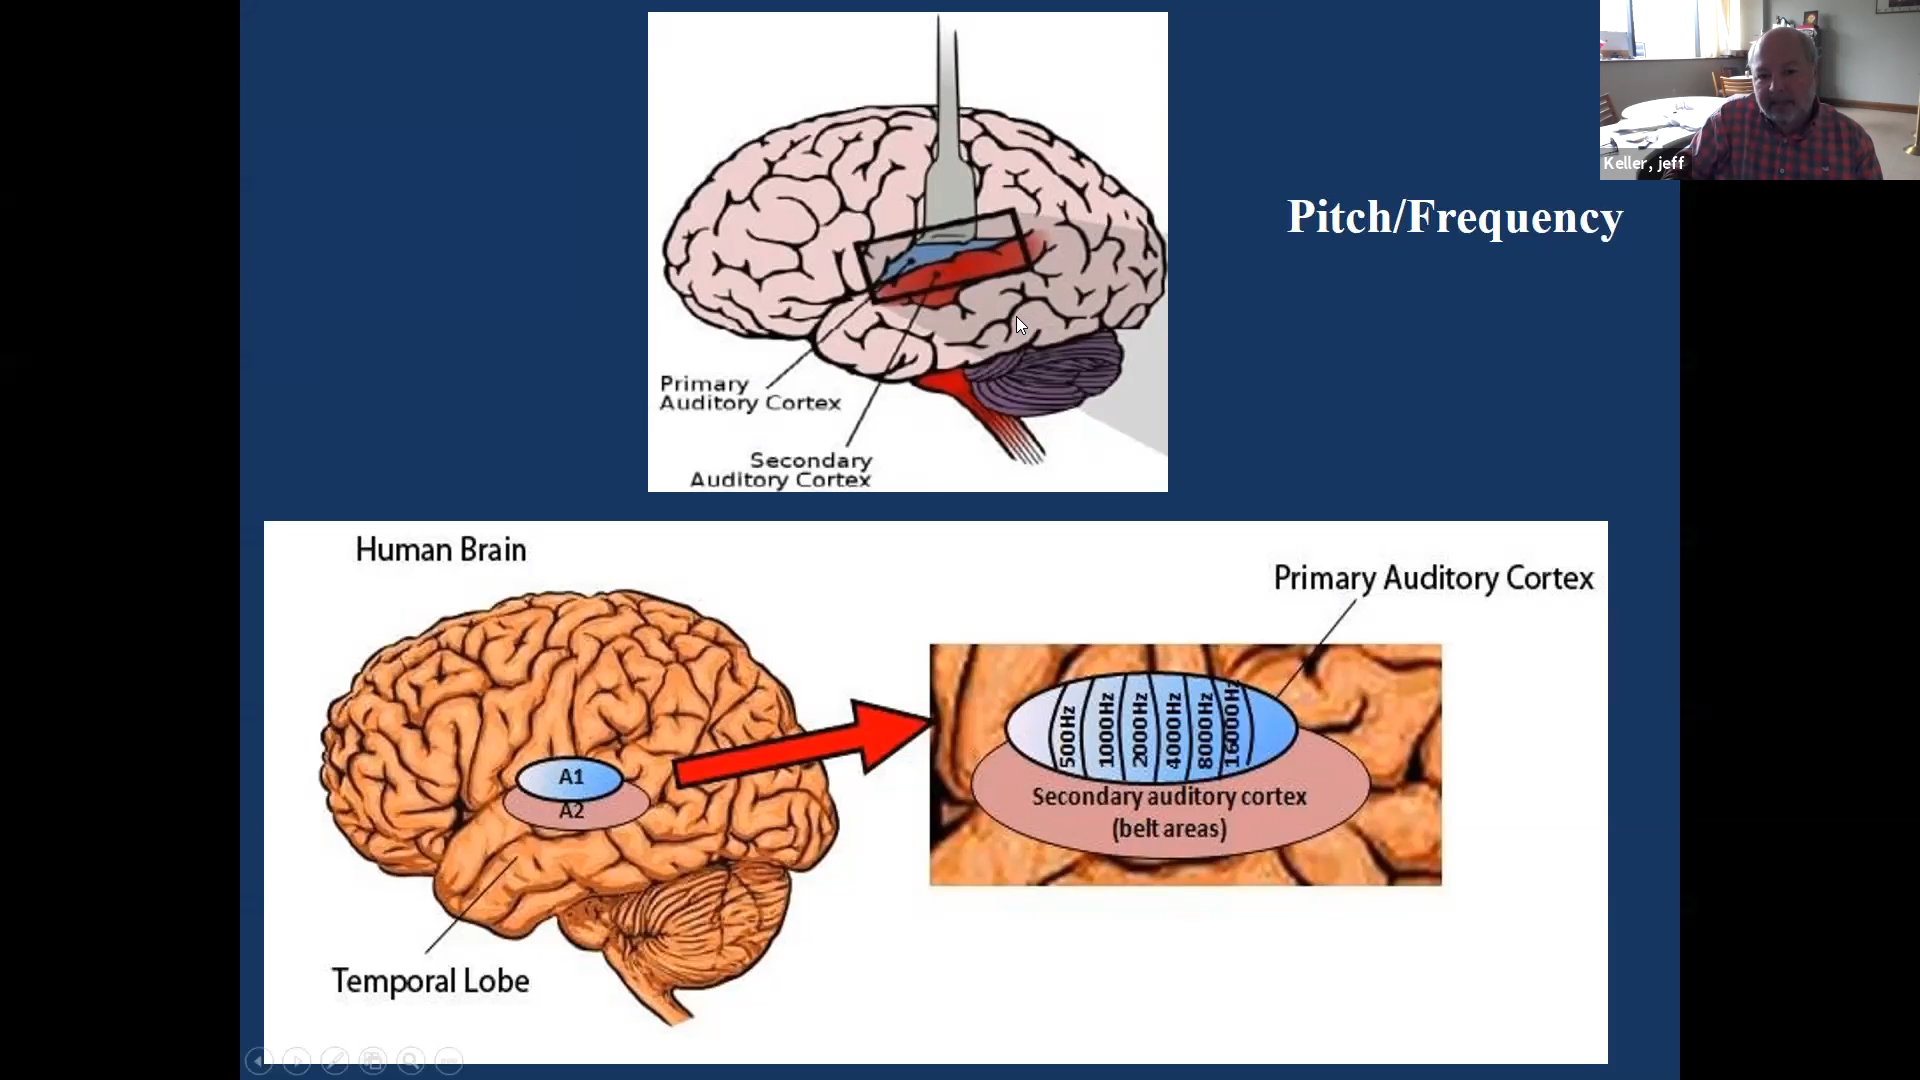 Keller, jeff
Pitch/Frequency
Primary
Auditory Cortex
Secondary
Auditory Cortex
Human Brain
Primary Auditory Cortex
500Hz
1000Hz
2000Hz
4000Hz
8000Hz
16000Hz
A1
A2
Secondary auditory cortex
(belt areas)
Temporal Lobe